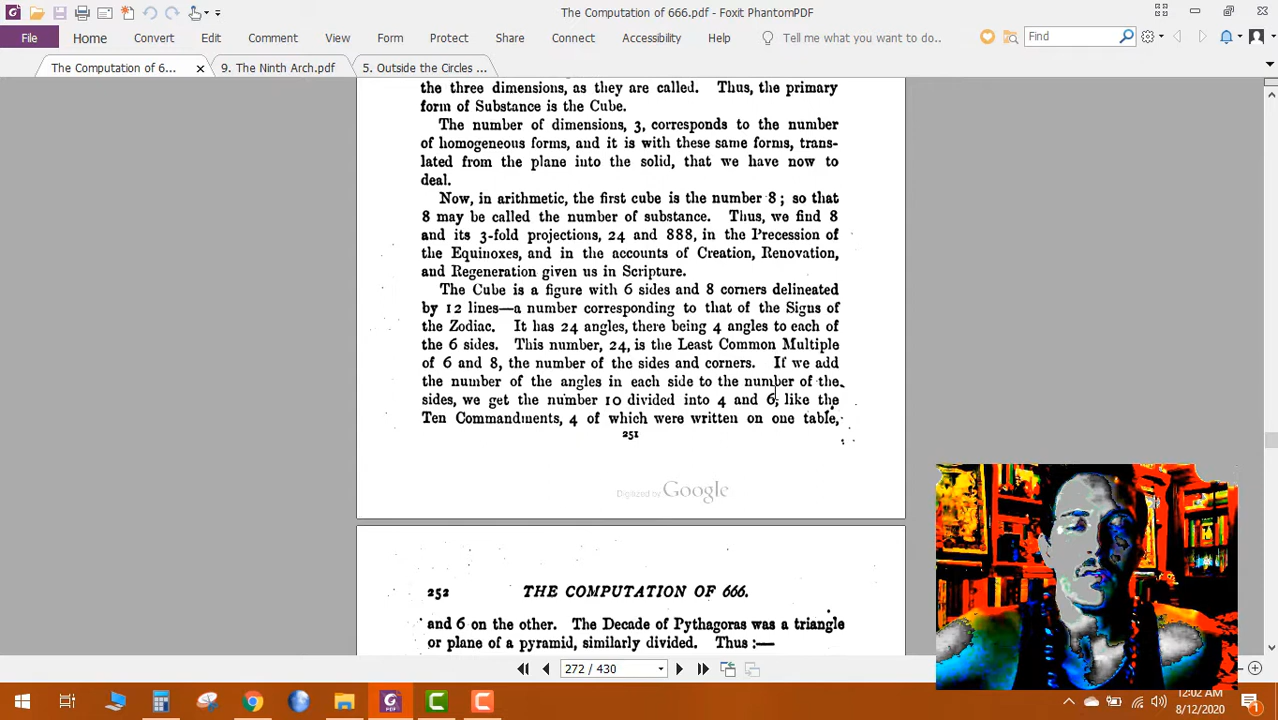 The Computation of 666.pdf - Foxit PhantomPDF
File Home Convert Edit Comment View Form Protect Share Connect Accessibility Help Tell me what you want to do.. Find
The Computation of 6... 9. The Ninth Arch.pdf 5. Outside the Circles ...
the three dimensions, as they are called. Thus, the primary
form of Substance is the Cube.
The number of dimensions, 3, corresponds to the number
of homogeneous forms, and it is with these same forms, trans-
lated from the plane into the solid, that we have now to
deal.
Now, in arithmetic, the first cube is the number 8; so that
8 may be called the number of substance. Thus, we find 8
and its 3-fold projections, 24 and 888, in the Precession of
the Equinoxes, and in the accounts of Creation, Renovation,
and Regeneration given us in Scripture.
The Cube is a figure with 6 sides and 8 corners delineated
by 12 lines—a number corresponding to that of the Signs of
the Zodiac. It has 24 angles, there being 4 angles to each of
the 6 sides. This number, 24, is the Least Common Multiple
of 6 and 8, the number of the sides and corners. If we add
the number of the angles in each side to the number of the
sides, we get the number 10 divided into 4 and 6, like the
Ten Commandments, 4 of which were written on one table,
251
Digitized by Google
252 THE COMPUTATION OF 666.
and 6 on the other. The Decade of Pythagoras was a triangle
or plane of a pyramid, similarly divided. Thus :—
272 / 430
12:02 AM
8/12/2020